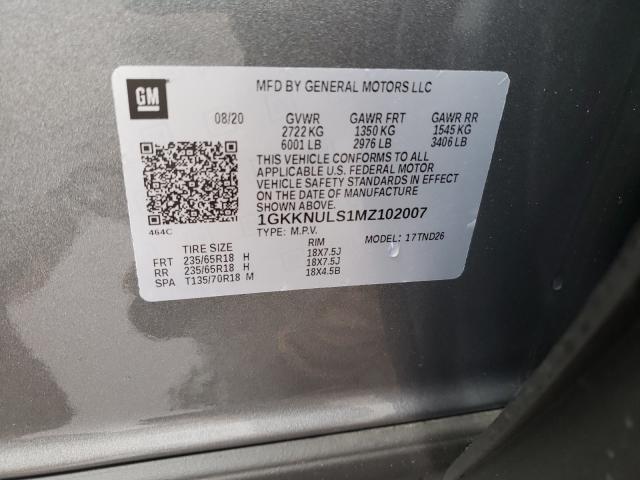 GM
MFD BY GENERAL MOTORS LLC
08/20 GVWR GAWR FRT GAWR RR
2722 KG 1350 KG 1545 KG
6001 LB 2976 LB 3406 LB
THIS VEHICLE CONFORMS TO ALL
APPLICABLE U.S. FEDERAL MOTOR
VEHICLE SAFETY STANDARDS IN EFFECT
ON THE DATE OF MANUFACTURE
SHOWN ABOVE.
1GKKNULS1MZ102007
464C
TYPE: M.P.V. MODEL: 17TND26
TIRE SIZE RIM
FRT 235/65R18 H 18X7.5J
RR 235/65R18 H 18X7.5J
SPA T135/70R18 M 18X4.5B